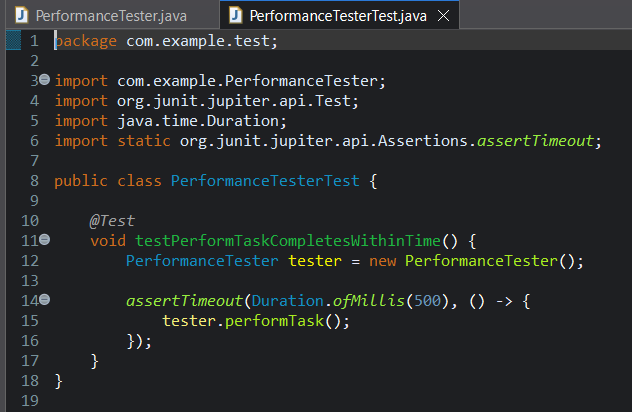 PerformanceTester.java PerformanceTesterTest.java
1 package com.example.test;
2
3 import com.example.PerformanceTester;
4 import org.junit.jupiter.api.Test;
5 import java.time.Duration;
6 import static org.junit.jupiter.api.Assertions.assertTimeout;
7
8 public class PerformanceTesterTest {
9
10 @Test
11 void testPerformTaskCompletesWithinTime() {
12 PerformanceTester tester = new PerformanceTester();
13
14 assertTimeout(Duration.ofMillis(500), () -> {
15 tester.performTask();
16 });
17 }
18 }
19